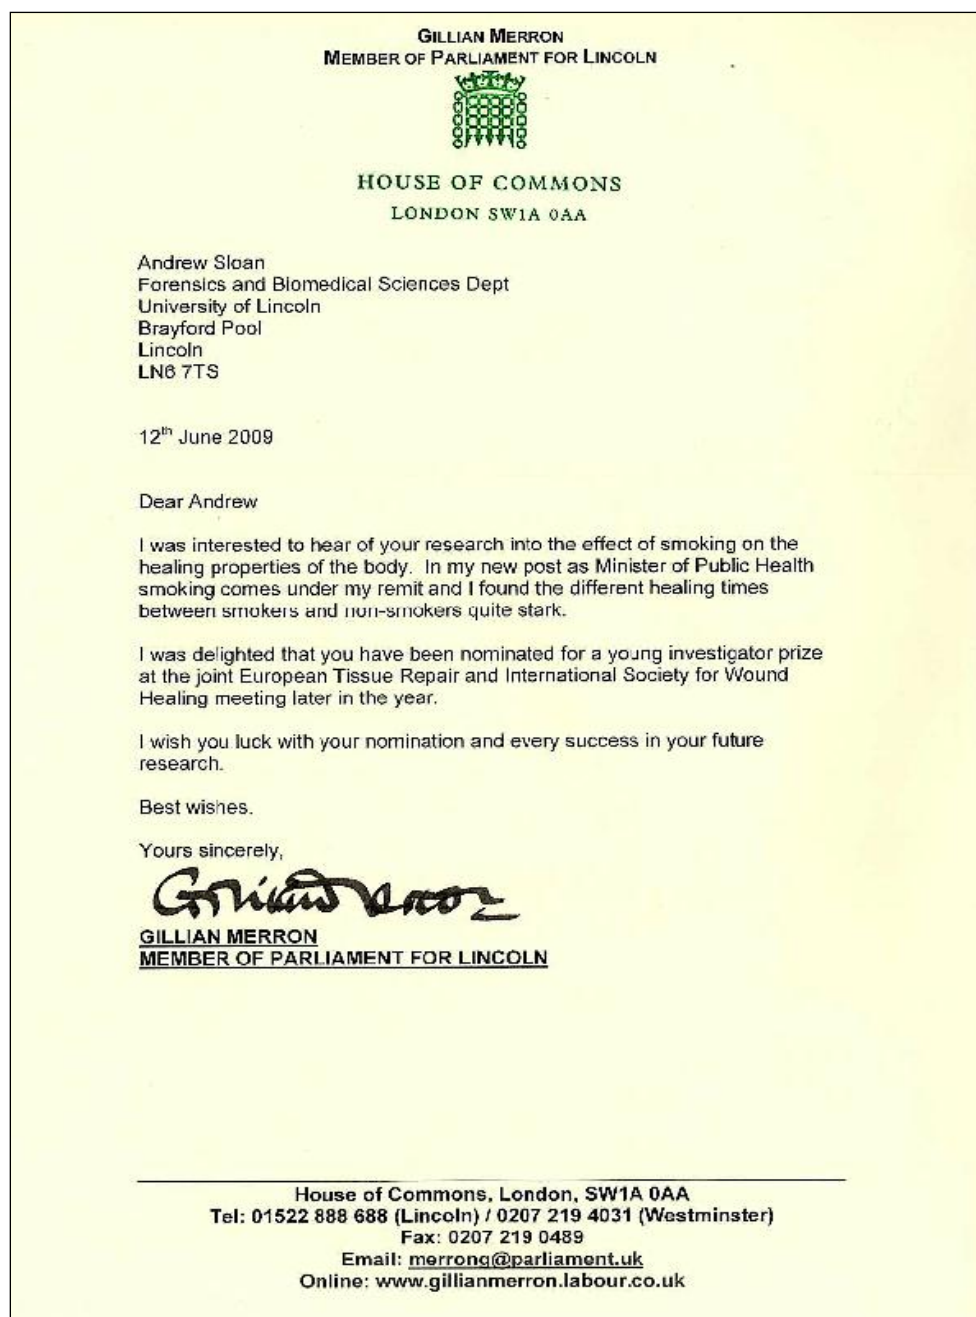 GILLIAN MERRON
MEMBER OF PARLIAMENT FOR LINCOLN
HOUSE OF COMMONS
LONDON SW1A 0AA
Andrew Sloan
Forensics and Biomedical Sciences Dept
University of Lincoln
Brayford Pool
Lincoln
LN6 7TS
12th June 2009
Dear Andrew
I was interested to hear of your research into the effect of smoking on the
healing properties of the body. In my new post as Minister of Public Health
smoking comes under my remit and I found the different healing times
between smokers and non-smokers quite stark.
I was delighted that you have been nominated for a young investigator prize
at the joint European Tissue Repair and International Society for Wound
Healing meeting later in the year.
I wish you luck with your nomination and every success in your future
research.
Best wishes.
Yours sincerely,
Gillian Merron
GILLIAN MERRON
MEMBER OF PARLIAMENT FOR LINCOLN
House of Commons, London, SW1A 0AA
Tel: 01522 888 688 (Lincoln) / 0207 219 4031 (Westminster)
Fax: 0207 219 0489
Email: merrong@parliament.uk
Online: www.gillianmerron.labour.co.uk